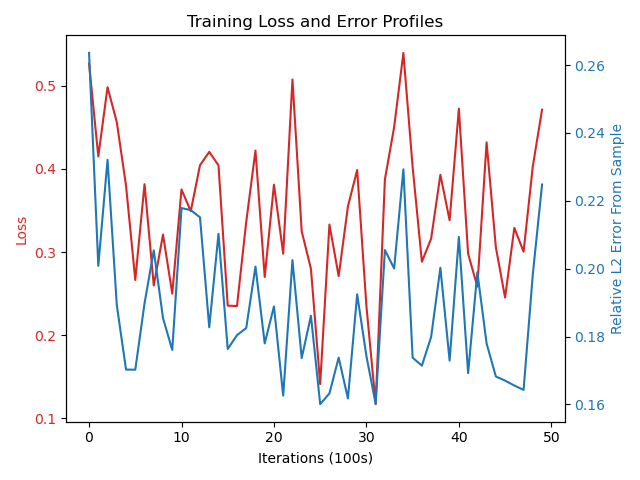 Training Loss and Error Profiles
0.5
0.4
0.3
0.2
0.1
Loss
0.26
0.24
0.22
0.20
0.18
0.16
Relative L2 Error From Sample
0 10 20 30 40 50
Iterations (100s)